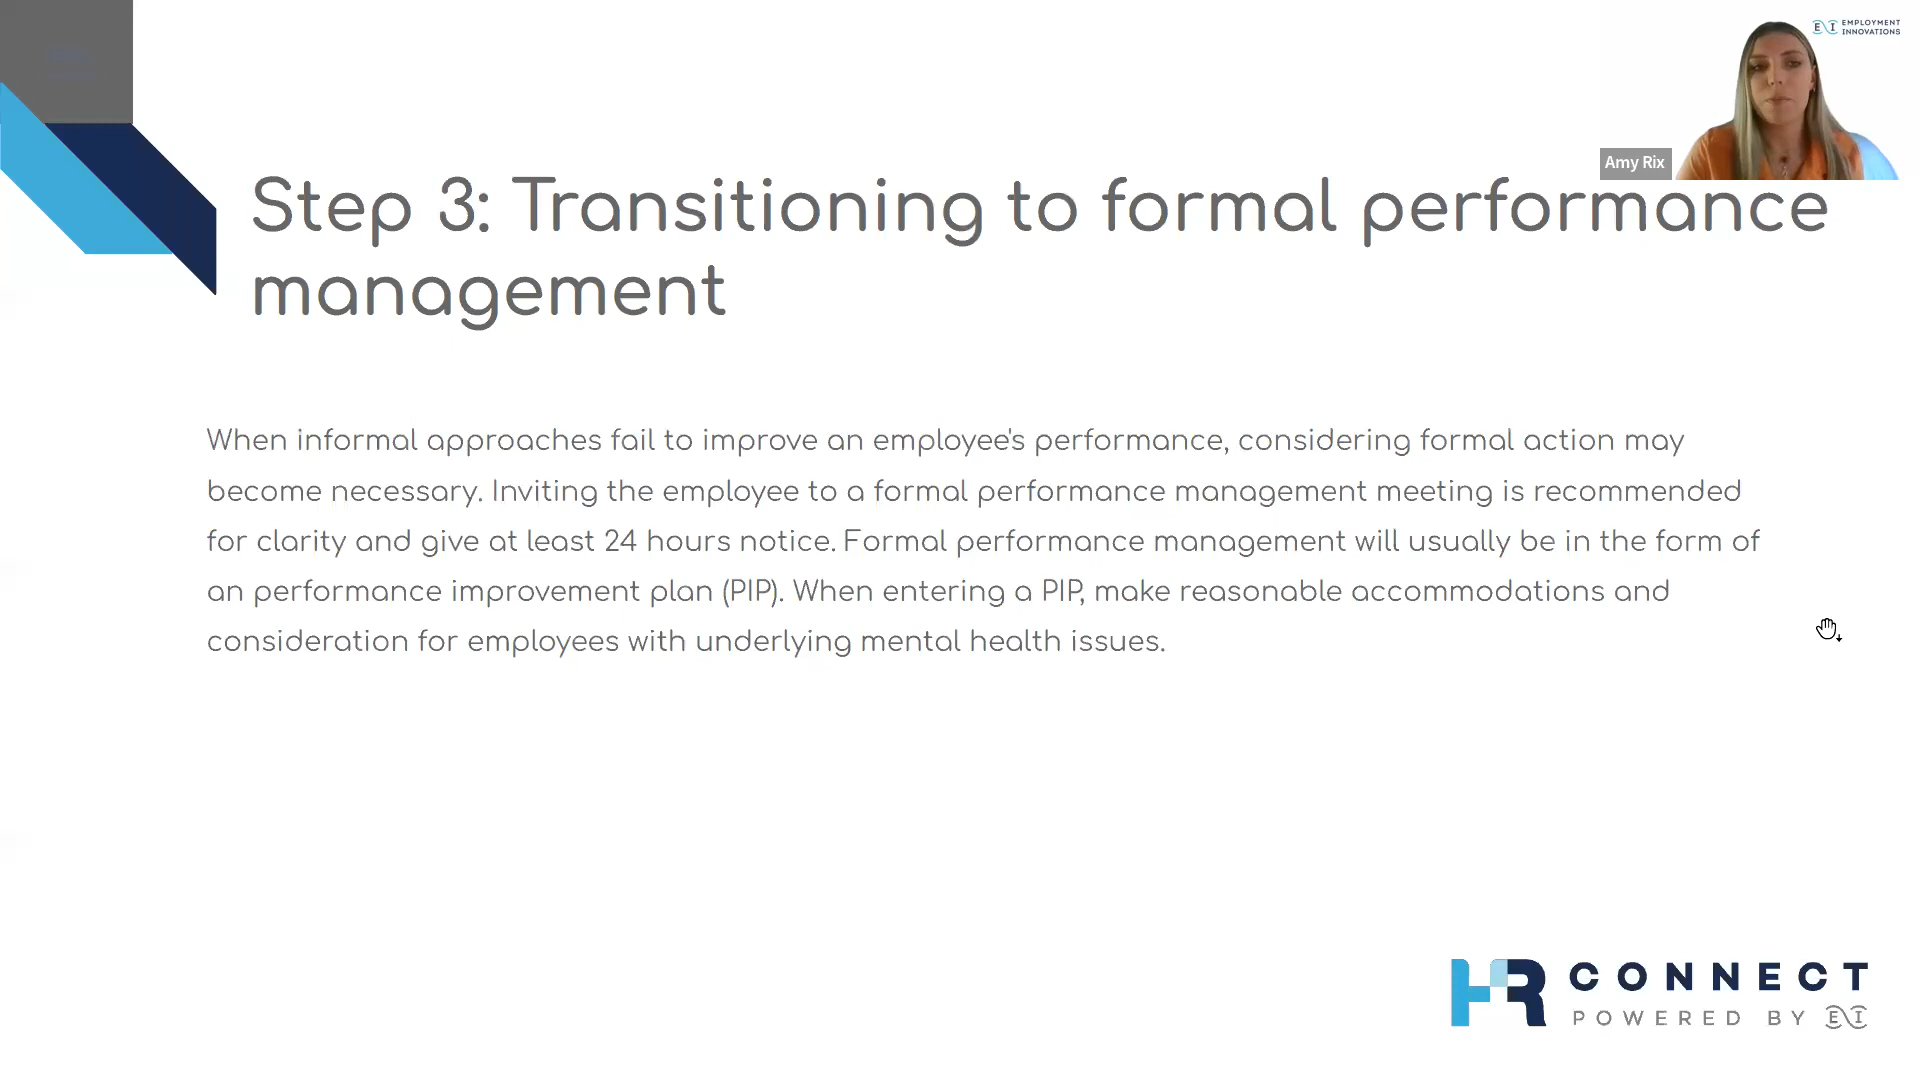 EI EMPLOYMENT
INNOVATIONS
Amy Rix
Step 3: Transitioning to formal performance
management
When informal approaches fail to improve an employee's performance, considering formal action may
become necessary. Inviting the employee to a formal performance management meeting is recommended
for clarity and give at least 24 hours notice. Formal performance management will usually be in the form of
an performance improvement plan (PIP). When entering a PIP, make reasonable accommodations and
consideration for employees with underlying mental health issues.
HR CONNECT
POWERED BY EI